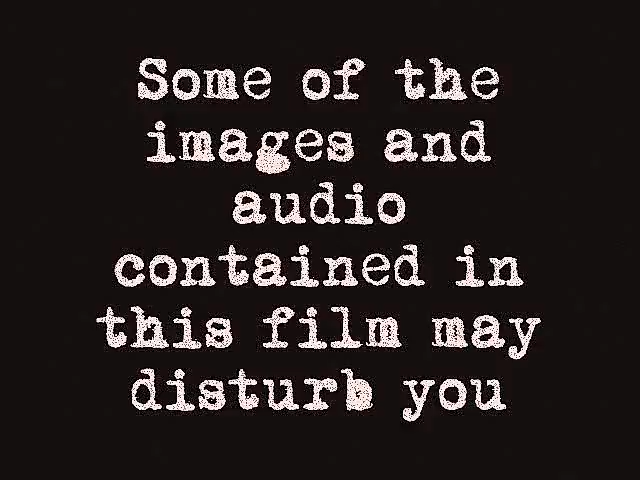 Some of the
images and
audio
contained in
this film may
disturb you